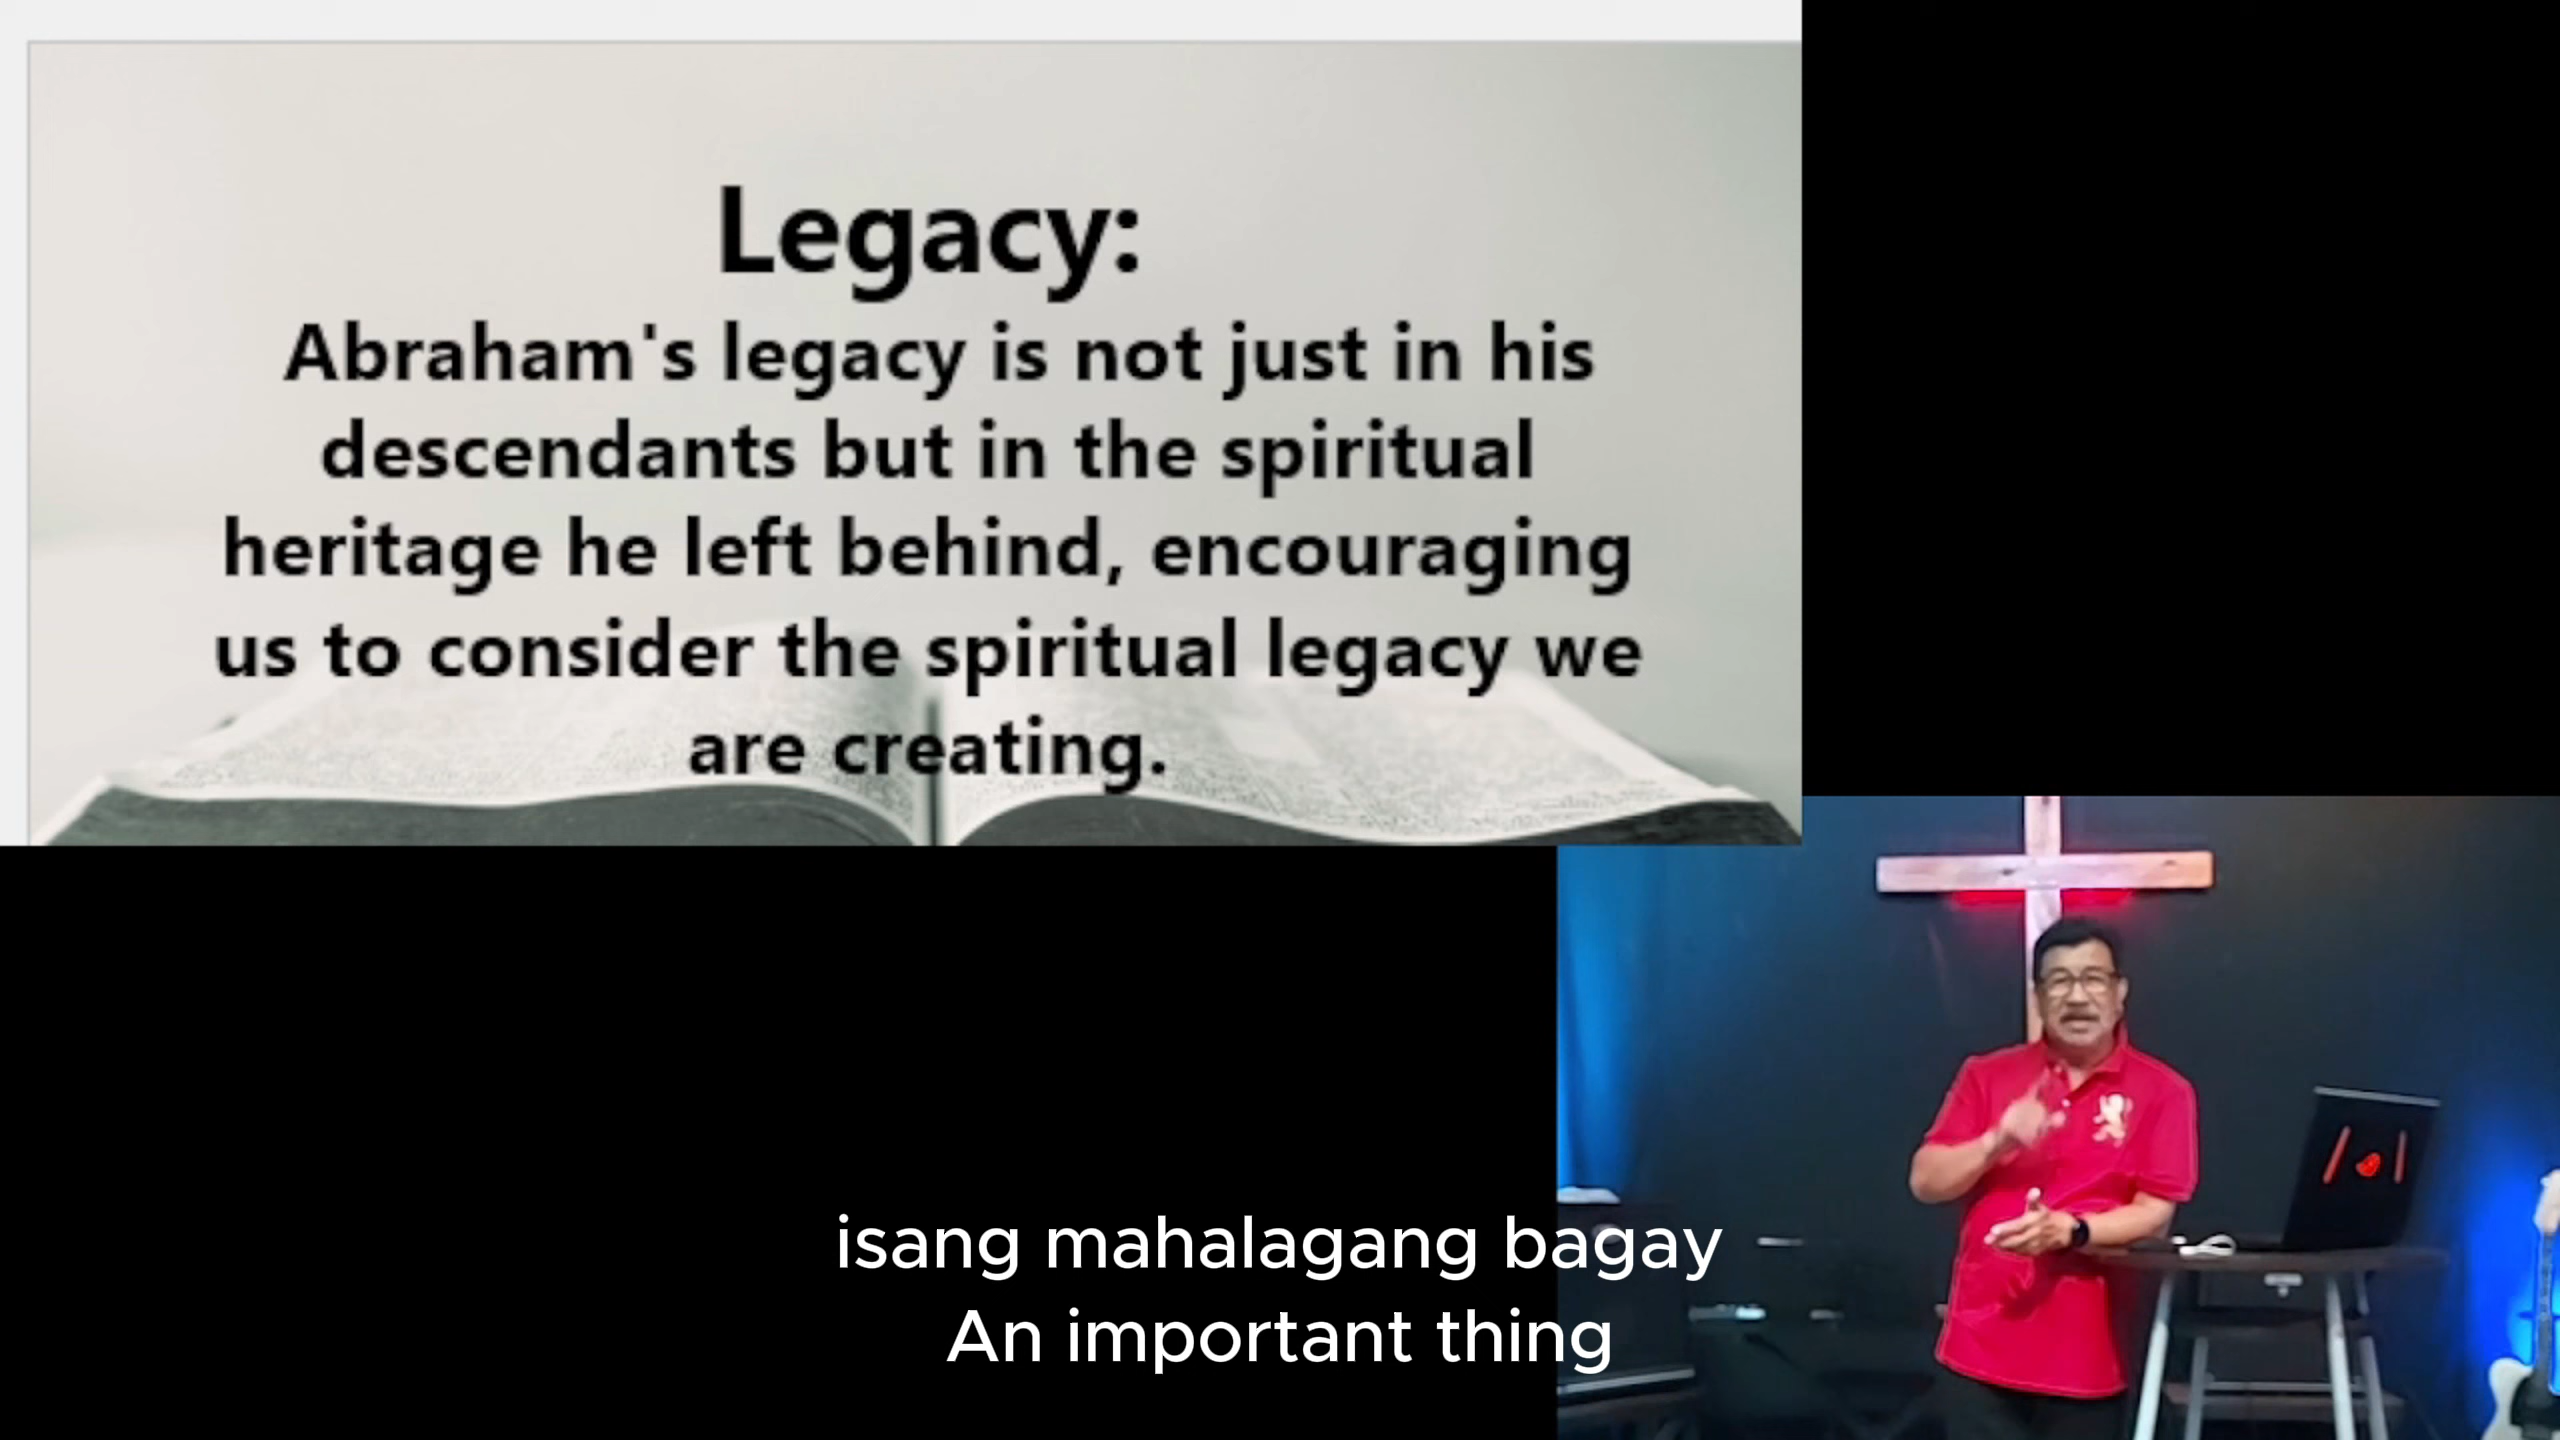 Legacy:
Abraham's legacy is not just in his
descendants but in the spiritual
heritage he left behind, encouraging
us to consider the spiritual legacy we
are creating.
isang mahalagang bagay
An important thing